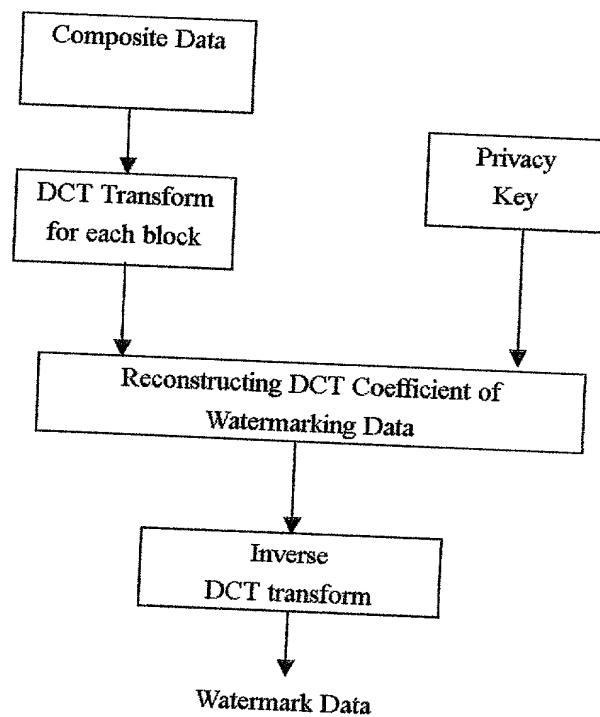 Composite Data
DCT Transform
for each block
Privacy
Key
Reconstructing DCT Coefficient of
Watermarking Data
Inverse
DCT transform
Watermark Data